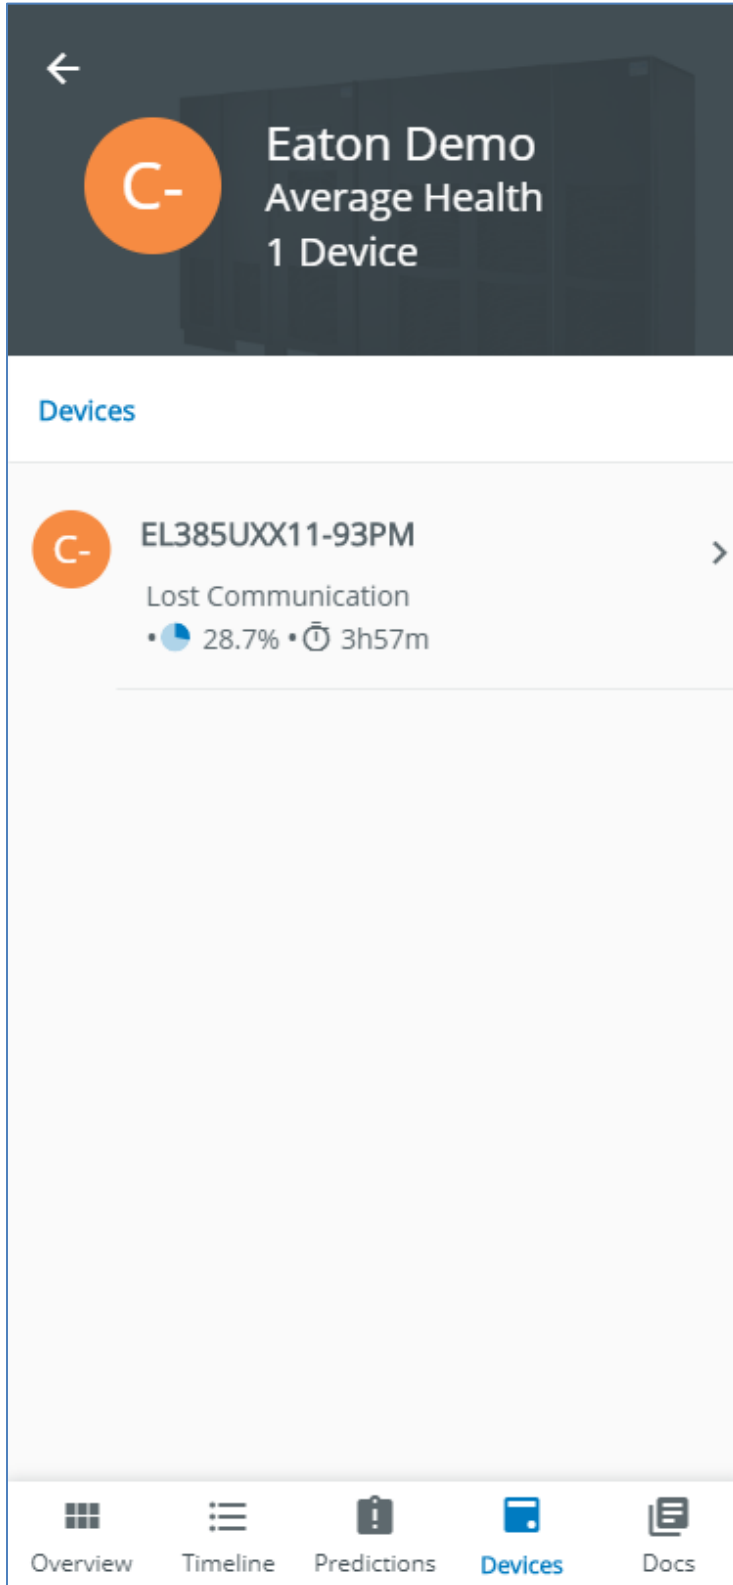 C-
Eaton Demo
Average Health
1 Device
Devices
C-
EL385UXX11-93PM
Lost Communication
• 28.7% • 3h57m
Overview Timeline Predictions Devices Docs